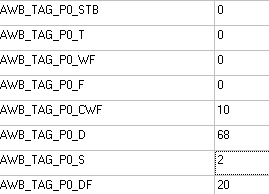 AWB_TAG_P0_STB 0
AWB_TAG_P0_T 0
AWB_TAG_P0_WF 0
AWB_TAG_P0_F 0
AWB_TAG_P0_CWF 10
AWB_TAG_P0_D 68
AWB_TAG_P0_S 2
AWB_TAG_P0_DF 20